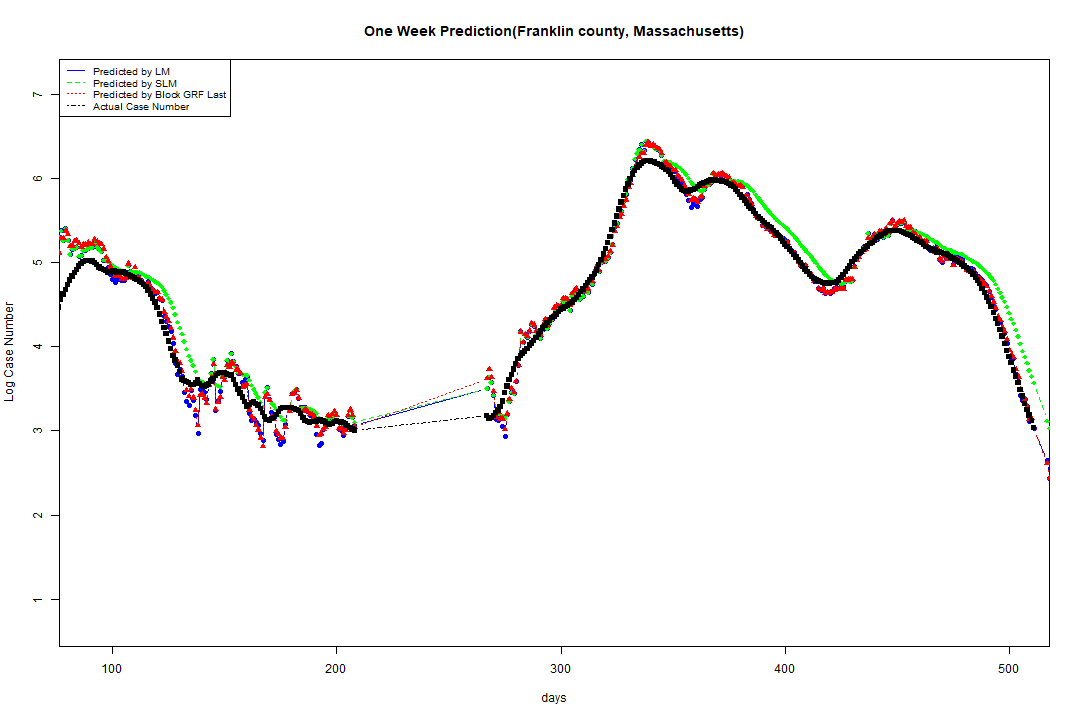 One Week Prediction(Franklin county, Massachusetts)
Predicted by LM
Predicted by SLM
Predicted by Block GRF Last
Actual Case Number
7
6
5
4
3
2
1
Log Case Number
100 200 300 400 500
days